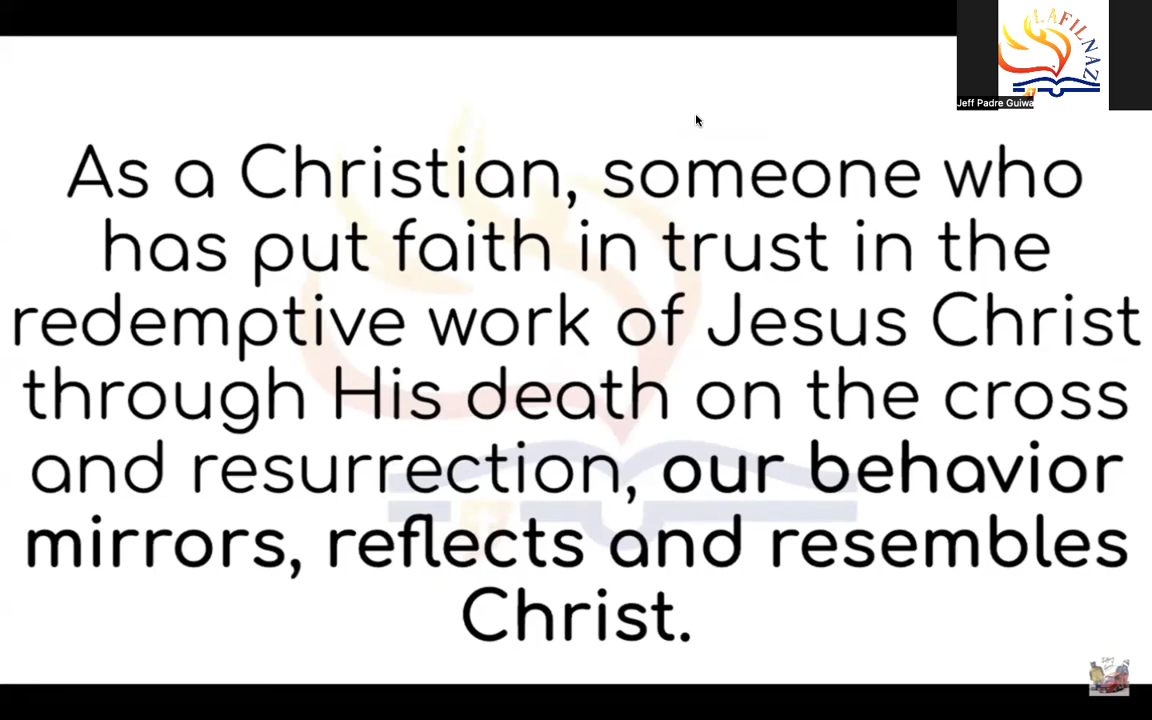 LAFILNAZ
Jeff Padre Guiwa
As a Christian, someone who
has put faith in trust in the
redemptive work of Jesus Christ
through His death on the cross
and resurrection, our behavior
mirrors, reflects and resembles
Christ.